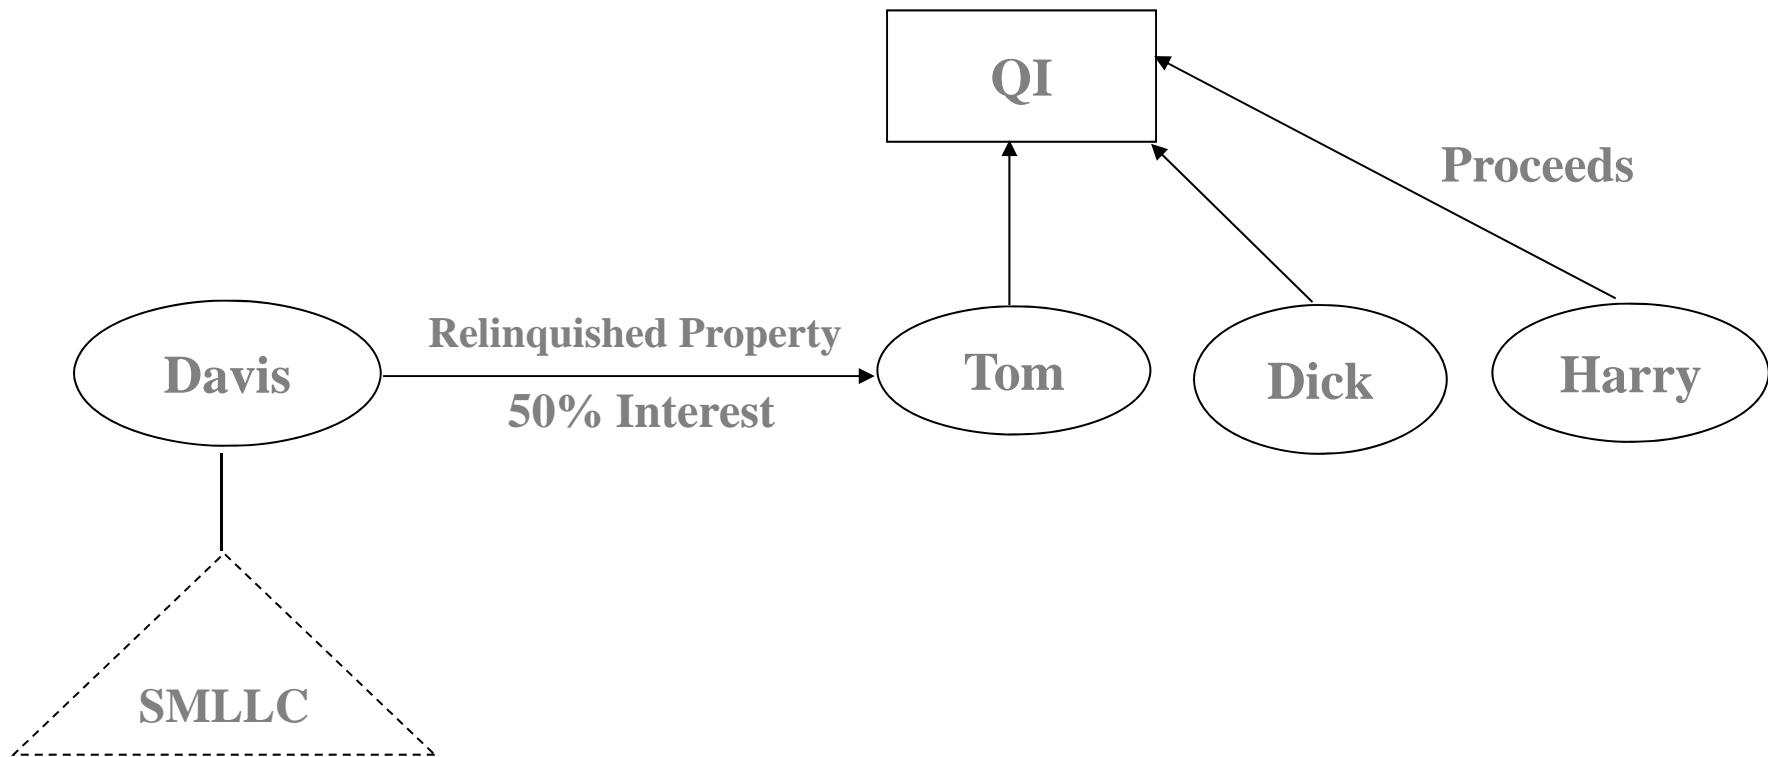 QI
Proceeds
Relinquished Property
50% Interest
Davis
Tom
Dick
Harry
SMLLC